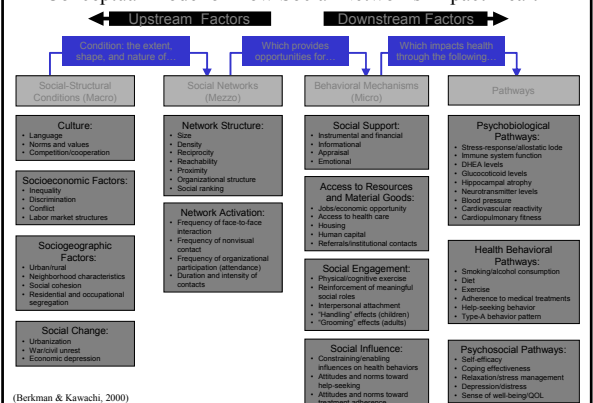 Conceptual Model of How Social Networks Impact Health
Upstream Factors
Downstream Factors
Condition: the extent,
shape, and nature of…
Which provides
opportunities for…
Which impacts health
through the following…
Social-Structural
Conditions (Macro)
Social Networks
(Mezzo)
Behavioral Mechanisms
(Micro)
Pathways
Culture:
• Language
• Norms and values
• Competition/cooperation
Socioeconomic Factors:
• Inequality
• Discrimination
• Conflict
• Labor market structures
Sociogeographic
Factors:
• Urban/rural
• Neighborhood characteristics
• Social cohesion
• Residential and occupational
segregation
Social Change:
• Urbanization
• War/civil unrest
• Economic depression
Network Structure:
• Size
• Density
• Reciprocity
• Reachability
• Proximity
• Organizational structure
• Social ranking
Network Activation:
• Frequency of face-to-face
interaction
• Frequency of nonvisual
contact
• Frequency of organizational
participation (attendance)
• Duration and intensity of
contacts
Social Support:
• Instrumental and financial
• Informational
• Appraisal
• Emotional
Access to Resources
and Material Goods:
• Jobs/economic opportunity
• Access to health care
• Housing
• Human capital
• Referrals/institutional contacts
Social Engagement:
• Physical/cognitive exercise
• Reinforcement of meaningful
social roles
• Interpersonal attachment
• "Handling" effects (children)
• "Grooming" effects (adults)
Social Influence:
• Constraining/enabling
influences on health behaviors
• Attitudes and norms toward
help-seeking
• Attitudes and norms toward
treatment adherence
Psychobiological
Pathways:
• Stress-response/allostatic lode
• Immune system function
• DHEA levels
• Glucocorticoid levels
• Hippocampal atrophy
• Neurotransmitter levels
• Blood pressure
• Cardiovascular reactivity
• Cardiopulmonary fitness
Health Behavioral
Pathways:
• Smoking/alcohol consumption
• Diet
• Exercise
• Adherence to medical treatments
• Help-seeking behavior
• Type-A behavior pattern
Psychosocial Pathways:
• Self-efficacy
• Coping effectiveness
• Relaxation/stress management
• Depression/distress
• Sense of well-being/QOL
(Berkman & Kawachi, 2000)